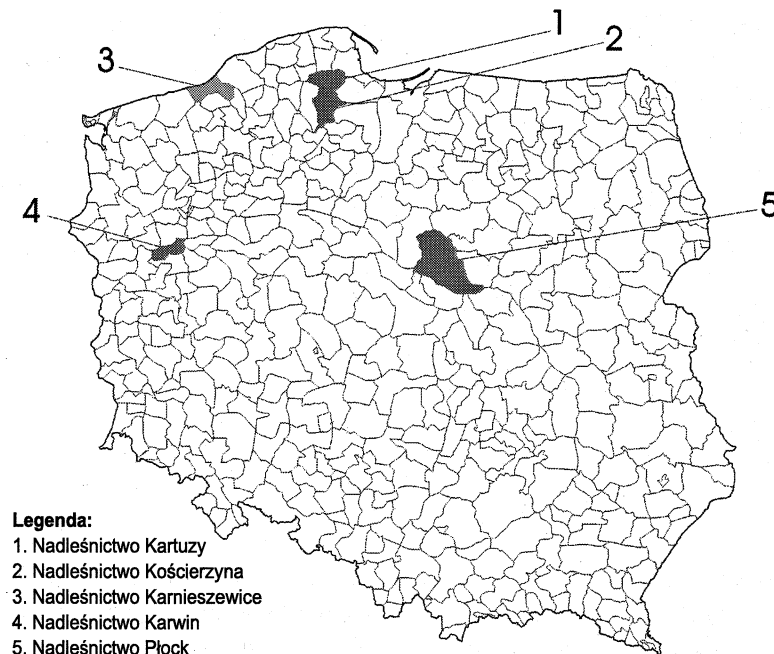 1
3
2
4
5
Legenda:
1. Nadleśnictwo Kartuzy
2. Nadleśnictwo Kościerzyna
3. Nadleśnictwo Karnieszewice
4. Nadleśnictwo Karwin
5. Nadleśnictwo Płock